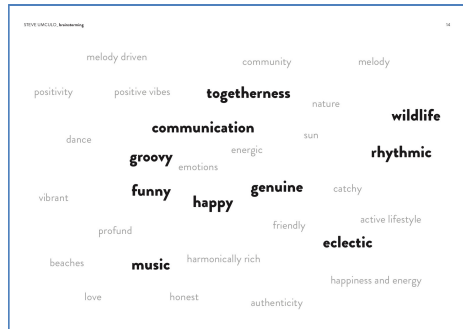 STEVE UMCULO_brainstorming 14
melody driven
community
melody
positivity
positive vibes
togetherness
nature
wildlife
communication
sun
dance
energic
rhythmic
groovy
emotions
funny
genuine
catchy
vibrant
happy
active lifestyle
friendly
profund
eclectic
beaches
music
harmonically rich
happiness and energy
love
honest
authenticity